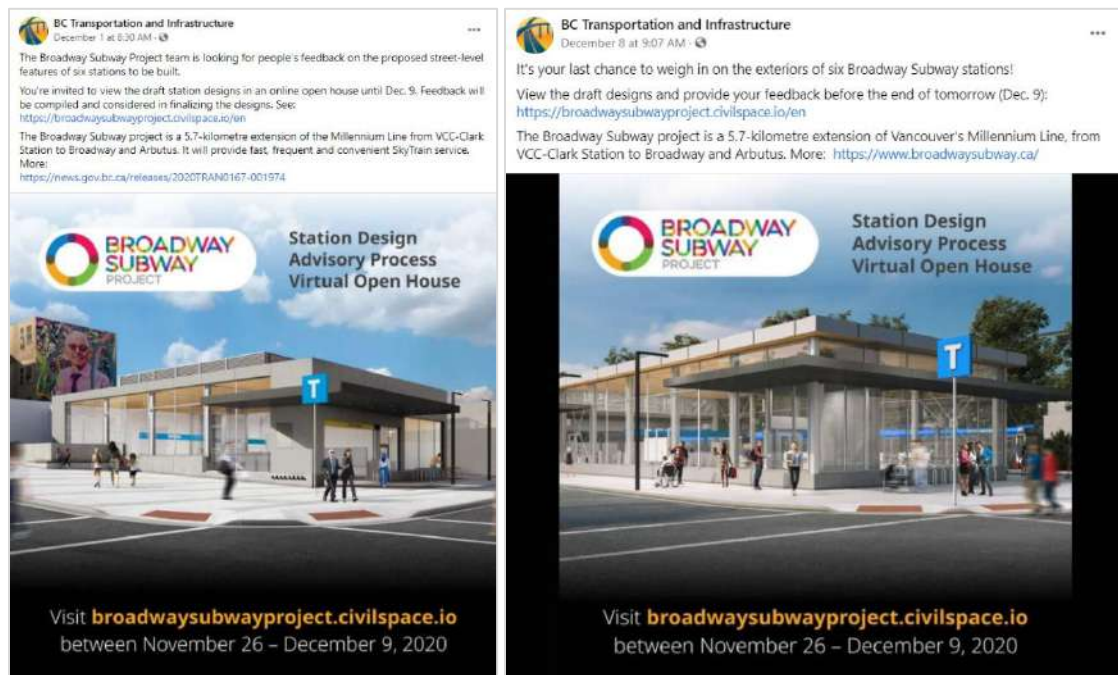 BC Transportation and Infrastructure
December 1 at 8:30 AM ·
The Broadway Subway Project team is looking for people's feedback on the proposed street-level
features of six stations to be built.
You're invited to view the draft station designs in an online open house until Dec. 9. Feedback will
be compiled and considered in finalizing the designs. See:
https://broadwaysubwayproject.civilspace.io/en
The Broadway Subway project is a 5.7-kilometre extension of the Millennium Line from VCC-Clark
Station to Broadway and Arbutus. It will provide fast, frequent and convenient SkyTrain service.
More:
https://news.gov.bc.ca/releases/2020TRAN0167-001974
BROADWAY
SUBWAY
PROJECT
Station Design
Advisory Process
Virtual Open House
T
Visit broadwaysubwayproject.civilspace.io
between November 26 – December 9, 2020
BC Transportation and Infrastructure
December 8 at 9:07 AM ·
It's your last chance to weigh in on the exteriors of six Broadway Subway stations!
View the draft designs and provide your feedback before the end of tomorrow (Dec. 9):
https://broadwaysubwayproject.civilspace.io/en
The Broadway Subway project is a 5.7-kilometre extension of Vancouver's Millennium Line, from
VCC-Clark Station to Broadway and Arbutus. More: https://www.broadwaysubway.ca/
BROADWAY
SUBWAY
PROJECT
Station Design
Advisory Process
Virtual Open House
T
Visit broadwaysubwayproject.civilspace.io
between November 26 – December 9, 2020